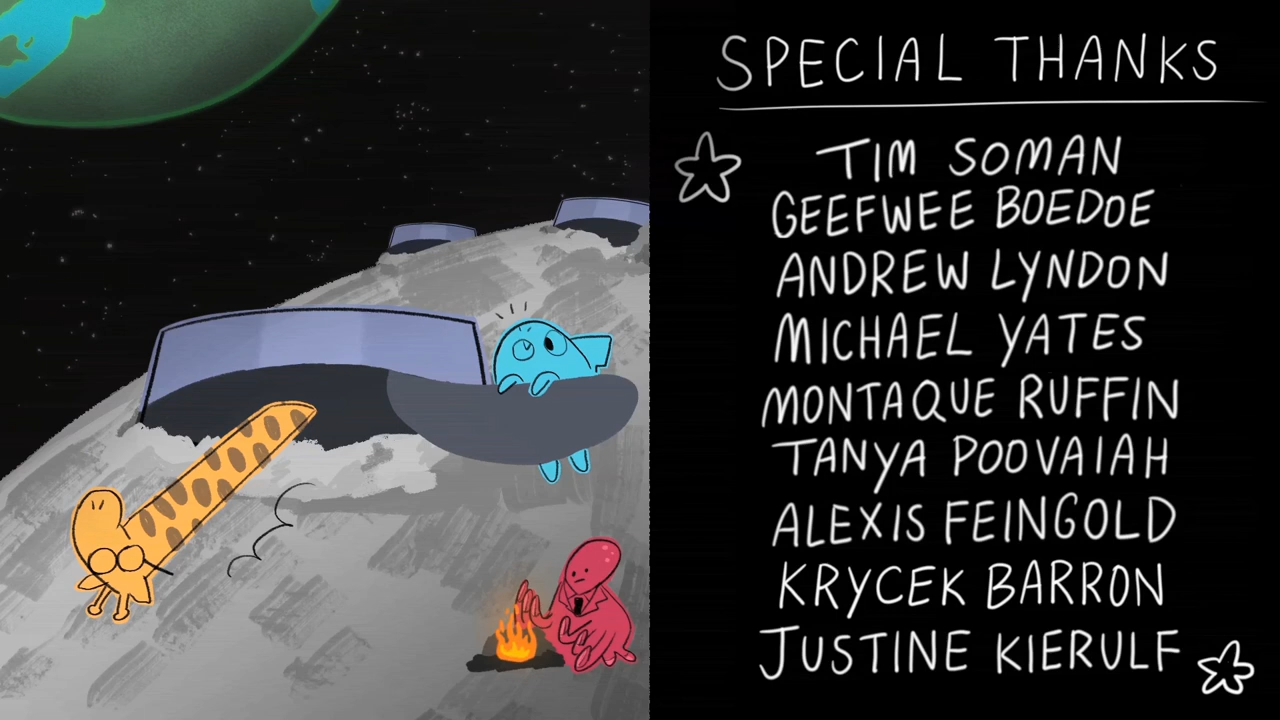 SPECIAL THANKS
TIM SOMAN
GEEFWEE BOEDOE
ANDREW LYNDON
MICHAEL YATES
MONTAQUE RUFFIN
TANYA POOVAIAH
ALEXIS FEINGOLD
KRYCEK BARRON
JUSTINE KIERULF